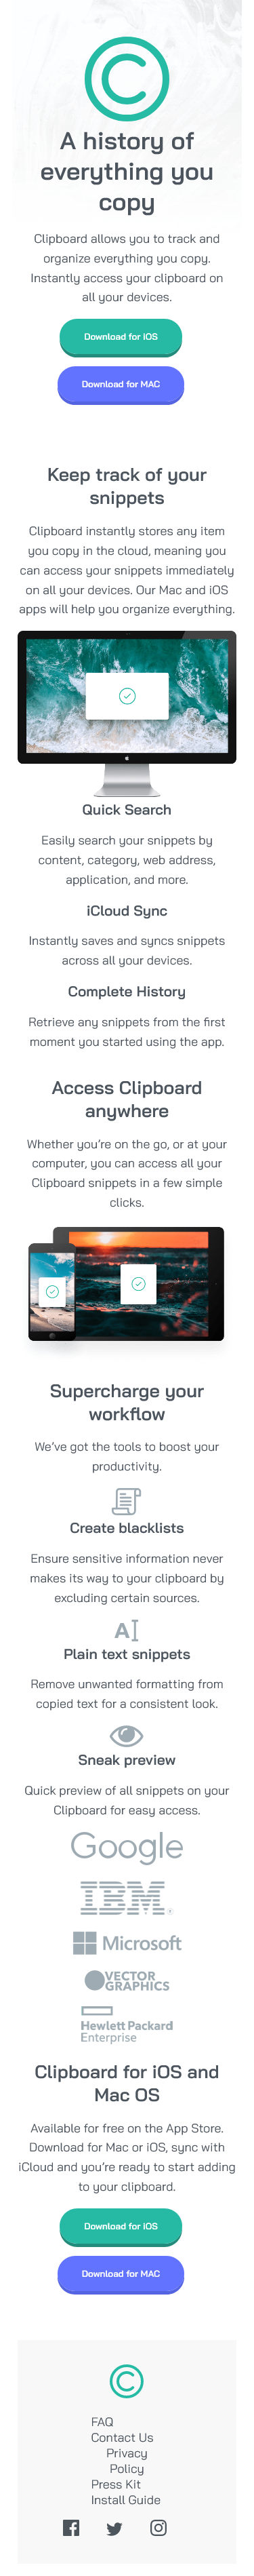 A history of
everything you
copy
Clipboard allows you to track and
organize everything you copy.
Instantly access your clipboard on
all your devices.
Download for iOS
Download for MAC
Keep track of your
snippets
Clipboard instantly stores any item
you copy in the cloud, meaning you
can access your snippets immediately
on all your devices. Our Mac and iOS
apps will help you organize everything.
Quick Search
Easily search your snippets by
content, category, web address,
application, and more.
iCloud Sync
Instantly saves and syncs snippets
across all your devices.
Complete History
Retrieve any snippets from the first
moment you started using the app.
Access Clipboard
anywhere
Whether you’re on the go, or at your
computer, you can access all your
Clipboard snippets in a few simple
clicks.
Supercharge your
workflow
We’ve got the tools to boost your
productivity.
Create blacklists
Ensure sensitive information never
makes its way to your clipboard by
excluding certain sources.
A
Plain text snippets
Remove unwanted formatting from
copied text for a consistent look.
Sneak preview
Quick preview of all snippets on your
Clipboard for easy access.
Google
IBM
Microsoft
VECTOR
GRAPHICS
Hewlett Packard
Enterprise
Clipboard for iOS and
Mac OS
Available for free on the App Store.
Download for Mac or iOS, sync with
iCloud and you’re ready to start adding
to your clipboard.
Download for iOS
Download for MAC
FAQ
Contact Us
Privacy
Policy
Press Kit
Install Guide